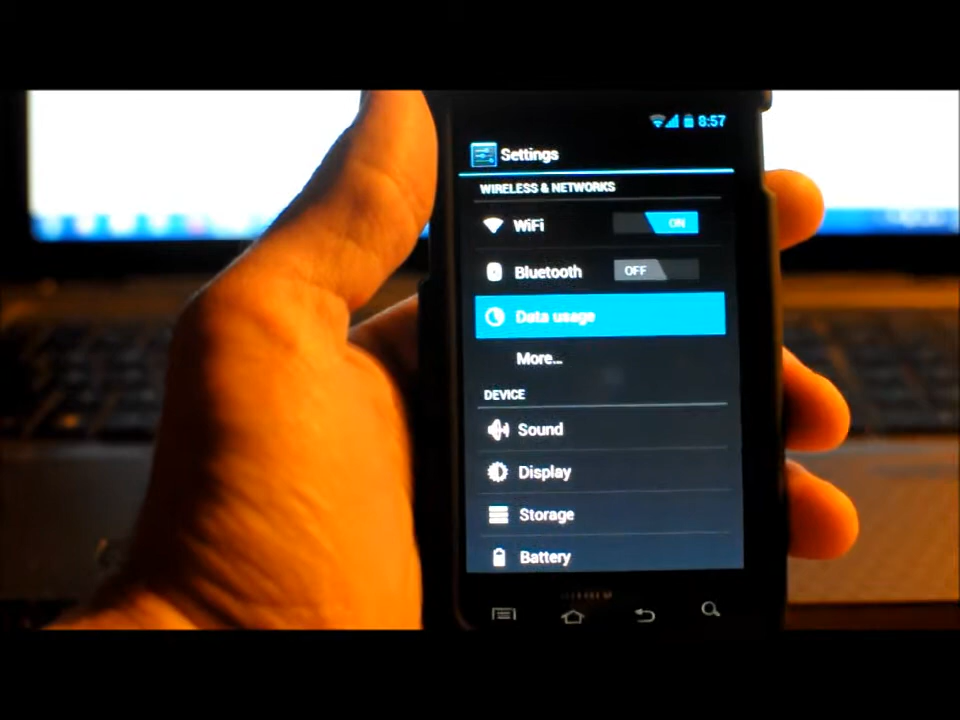 8:57
Settings
WIRELESS & NETWORKS
WiFi ON
Bluetooth OFF
Data usage
More...
DEVICE
Sound
Display
Storage
Battery